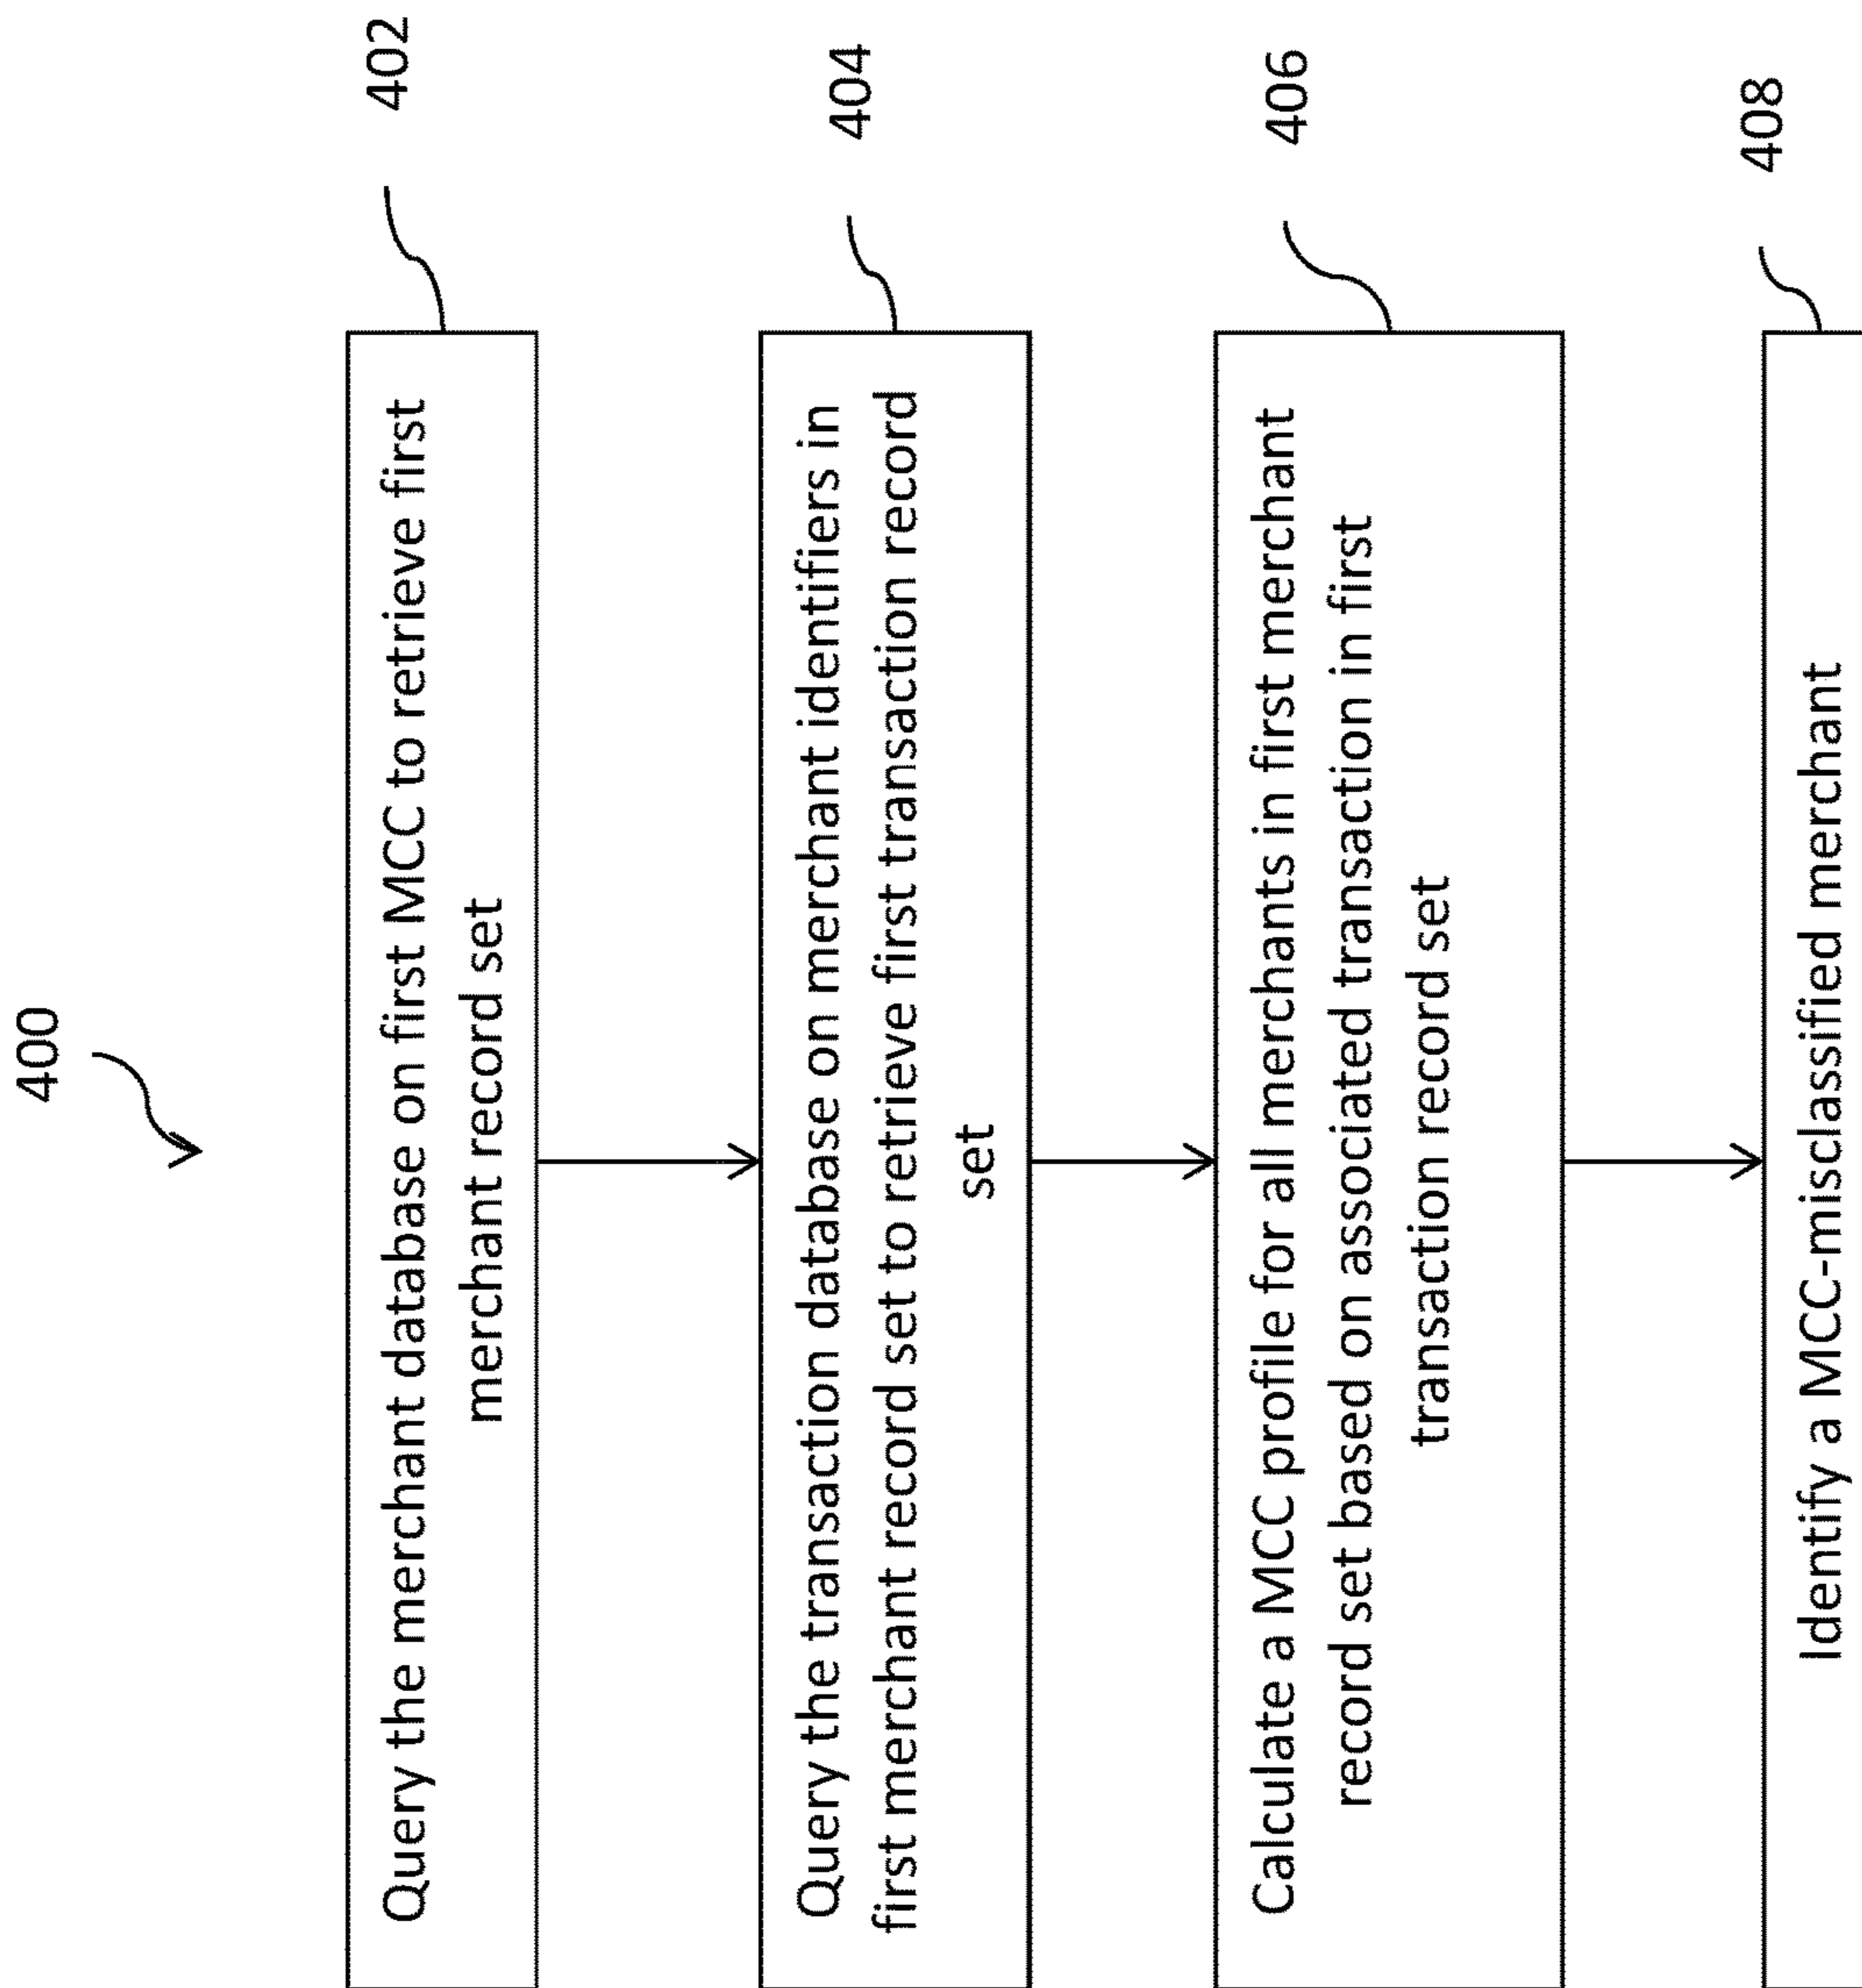 400
402
Query the merchant database on first MCC to retrieve first
merchant record set
404
Query the transaction database on merchant identifiers in
first merchant record set to retrieve first transaction record
set
406
Calculate a MCC profile for all merchants in first merchant
record set based on associated transaction in first
transaction record set
408
Identify a MCC-misclassified merchant